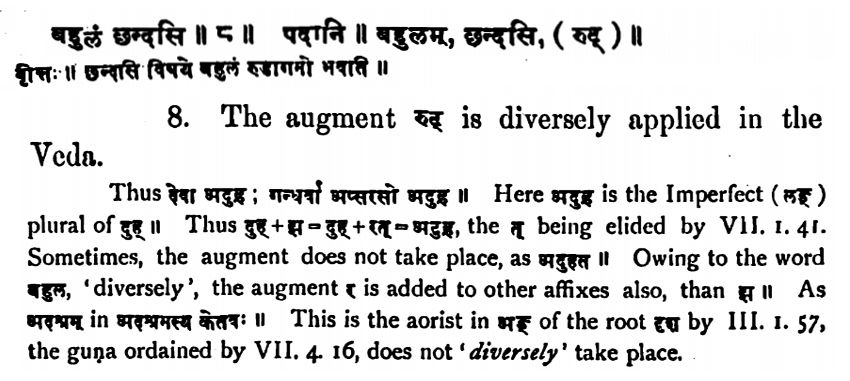 बहुलं छन्दसि ॥ ८ ॥ पदानि ॥ बहुलम्, छन्दसि, ( रुट् ) ॥
वृत्तिः ॥ छन्दसि विषये बहुलं रुडागमो भवति ॥
8. The augment रुट् is diversely applied in the
Veda.
Thus देवा अदुह्र ; गन्धर्वा अप्सरसो अदुह्र ॥ Here अदुह्र is the Imperfect ( लङ् )
plural of दुह् ॥ Thus दुह् + झ = दुह् + रत् = अदुह्र, the त् being elided by VII. 1. 41.
Sometimes, the augment does not take place, as अदुहत ॥ Owing to the word
बहुल, 'diversely', the augment र is added to other affixes also, than झ ॥ As
अदृश्रम् in अदृश्रमस्य केतवः ॥ This is the aorist in अङ् of the root दृश by III. 1. 57,
the guṇa ordained by VII. 4. 16, does not 'diversely' take place.